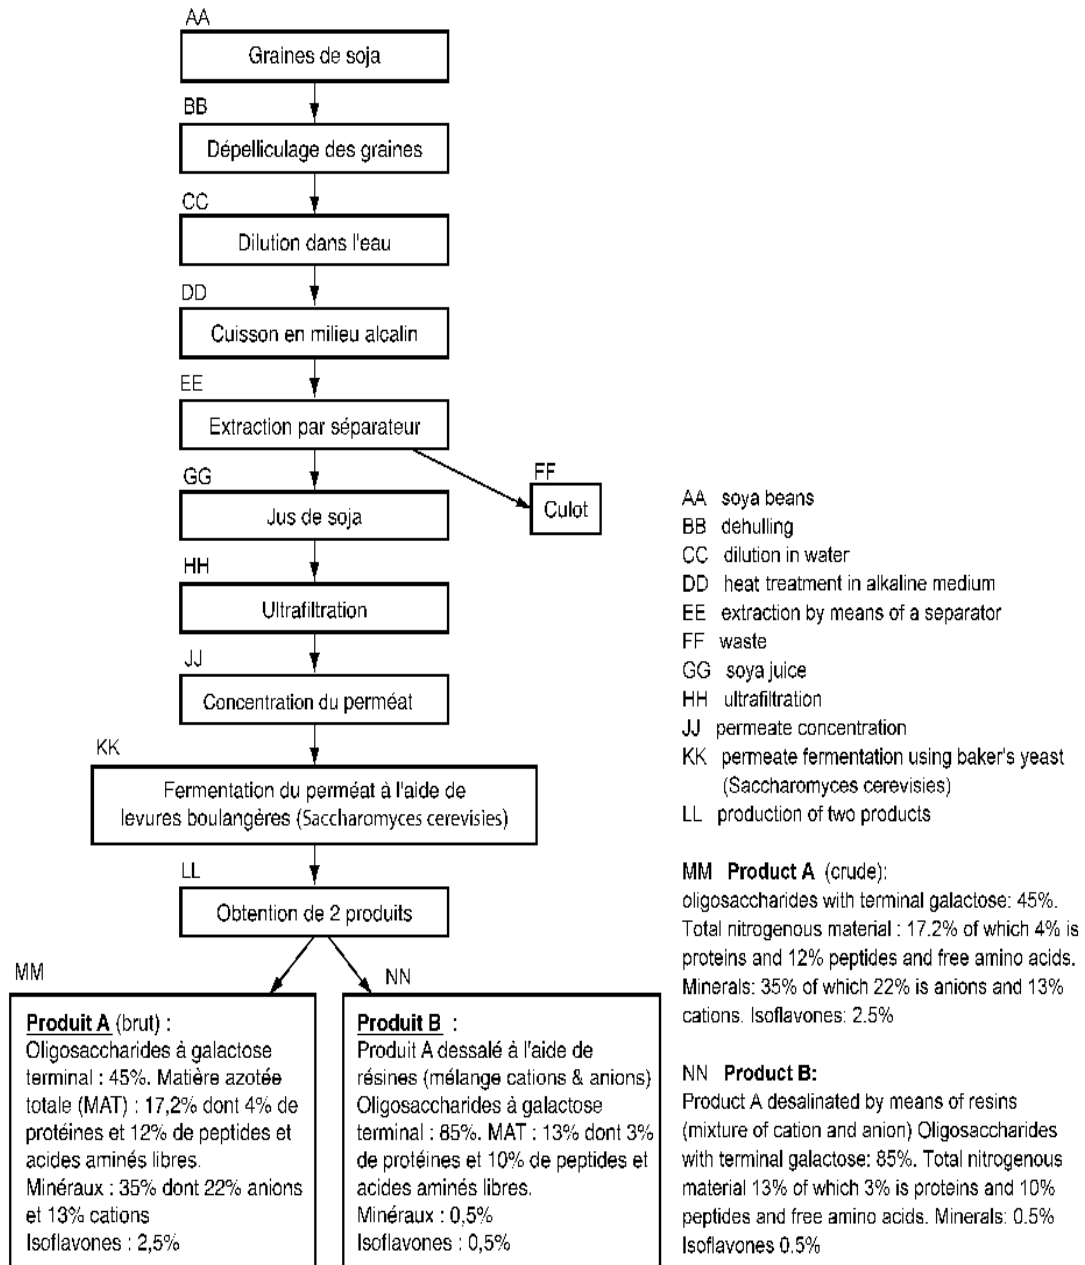 AA
Graines de soja
BB
Dépelliculage des graines
CC
Dilution dans l'eau
DD
Cuisson en milieu alcalin
EE
Extraction par séparateur
FF
Culot
GG
Jus de soja
HH
Ultrafiltration
JJ
Concentration du perméat
KK
Fermentation du perméat à l'aide de
levures boulangères (Saccharomyces cerevisies)
LL
Obtention de 2 produits
MM
Produit A (brut) :
Oligosaccharides à galactose
terminal : 45%. Matière azotée
totale (MAT) : 17,2% dont 4% de
protéines et 12% de peptides et
acides aminés libres.
Minéraux : 35% dont 22% anions
et 13% cations
Isoflavones : 2,5%
NN
Produit B :
Produit A dessalé à l'aide de
résines (mélange cations & anions)
Oligosaccharides à galactose
terminal : 85%. MAT : 13% dont 3%
de protéines et 10% de peptides et
acides aminés libres.
Minéraux : 0,5%
Isoflavones : 0,5%
AA soya beans
BB dehulling
CC dilution in water
DD heat treatment in alkaline medium
EE extraction by means of a separator
FF waste
GG soya juice
HH ultrafiltration
JJ permeate concentration
KK permeate fermentation using baker's yeast
(Saccharomyces cerevisies)
LL production of two products
MM Product A (crude):
oligosaccharides with terminal galactose: 45%.
Total nitrogenous material : 17.2% of which 4% is
proteins and 12% peptides and free amino acids.
Minerals: 35% of which 22% is anions and 13%
cations. Isoflavones: 2.5%
NN Product B:
Product A desalinated by means of resins
(mixture of cation and anion) Oligosaccharides
with terminal galactose: 85%. Total nitrogenous
material 13% of which 3% is proteins and 10%
peptides and free amino acids. Minerals: 0.5%
Isoflavones 0.5%